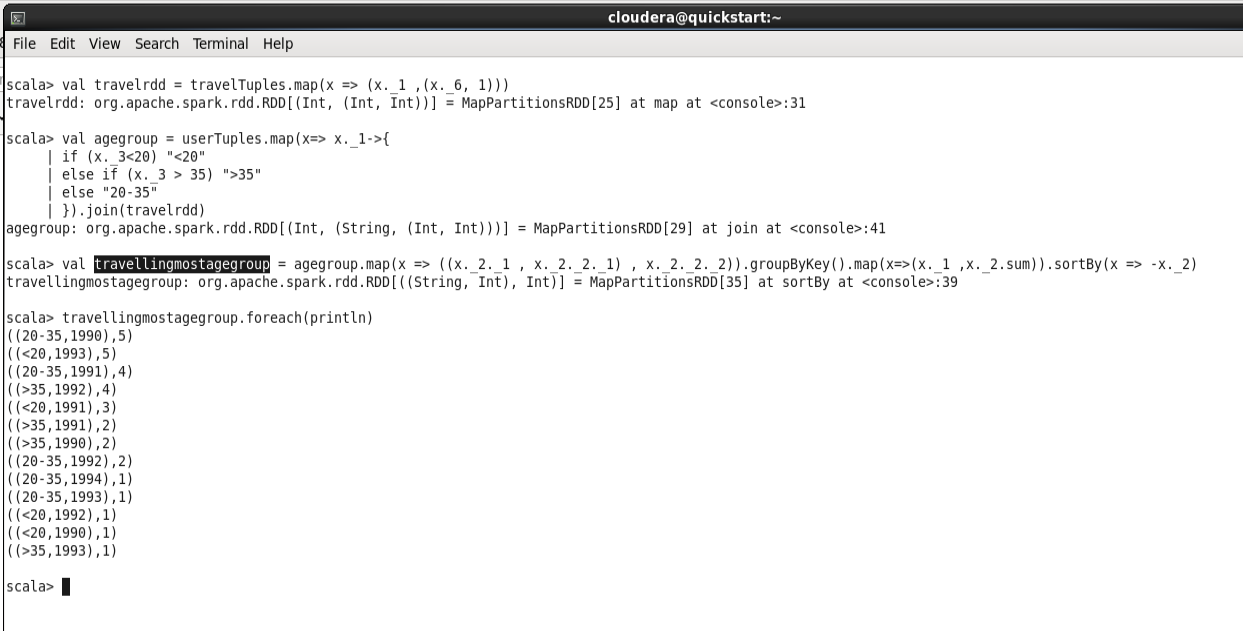 cloudera@quickstart:~
File Edit View Search Terminal Help
scala> val travelrdd = travelTuples.map(x => (x._1 ,(x._6, 1)))
travelrdd: org.apache.spark.rdd.RDD[(Int, (Int, Int))] = MapPartitionsRDD[25] at map at <console>:31
scala> val agegroup = userTuples.map(x=> x._1->{
| if (x._3<20) "<20"
| else if (x._3 > 35) ">35"
| else "20-35"
| }).join(travelrdd)
agegroup: org.apache.spark.rdd.RDD[(Int, (String, (Int, Int)))] = MapPartitionsRDD[29] at join at <console>:41
scala> val travellingmostagegroup = agegroup.map(x => ((x._2._1 , x._2._2._1) , x._2._2._2)).groupByKey().map(x=>(x._1 ,x._2.sum)).sortBy(x => -x._2)
travellingmostagegroup: org.apache.spark.rdd.RDD[((String, Int), Int)] = MapPartitionsRDD[35] at sortBy at <console>:39
scala> travellingmostagegroup.foreach(println)
((20-35,1990),5)
((<20,1993),5)
((20-35,1991),4)
((>35,1992),4)
((<20,1991),3)
((>35,1991),2)
((>35,1990),2)
((20-35,1992),2)
((20-35,1994),1)
((20-35,1993),1)
((<20,1992),1)
((<20,1990),1)
((>35,1993),1)
scala>